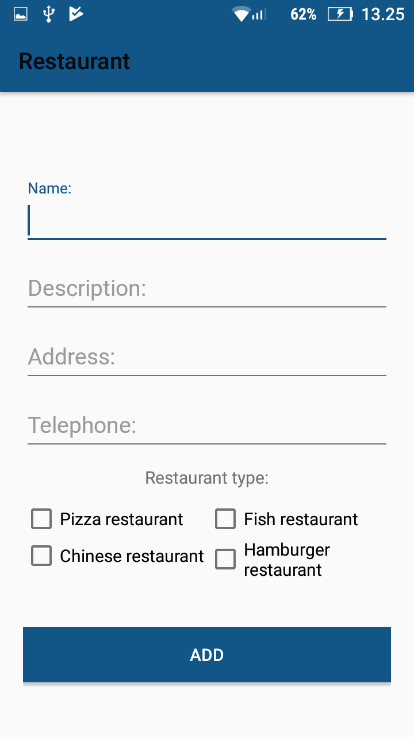 62% 13.25
Restaurant
Name:
Description:
Address:
Telephone:
Restaurant type:
Pizza restaurant Fish restaurant
Chinese restaurant Hamburger
restaurant
ADD